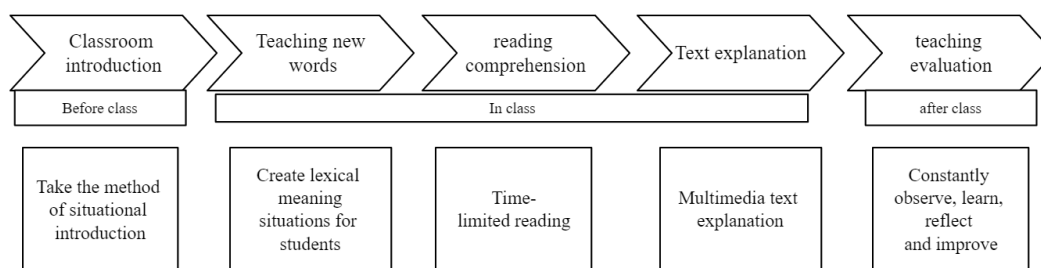 Classroom
introduction
Teaching new
words
reading
comprehension
Text explanation
teaching
evaluation
Before class
In class
after class
Take the method
of situational
introduction
Create lexical
meaning
situations for
students
Time-
limited reading
Multimedia text
explanation
Constantly
observe, learn,
reflect
and improve